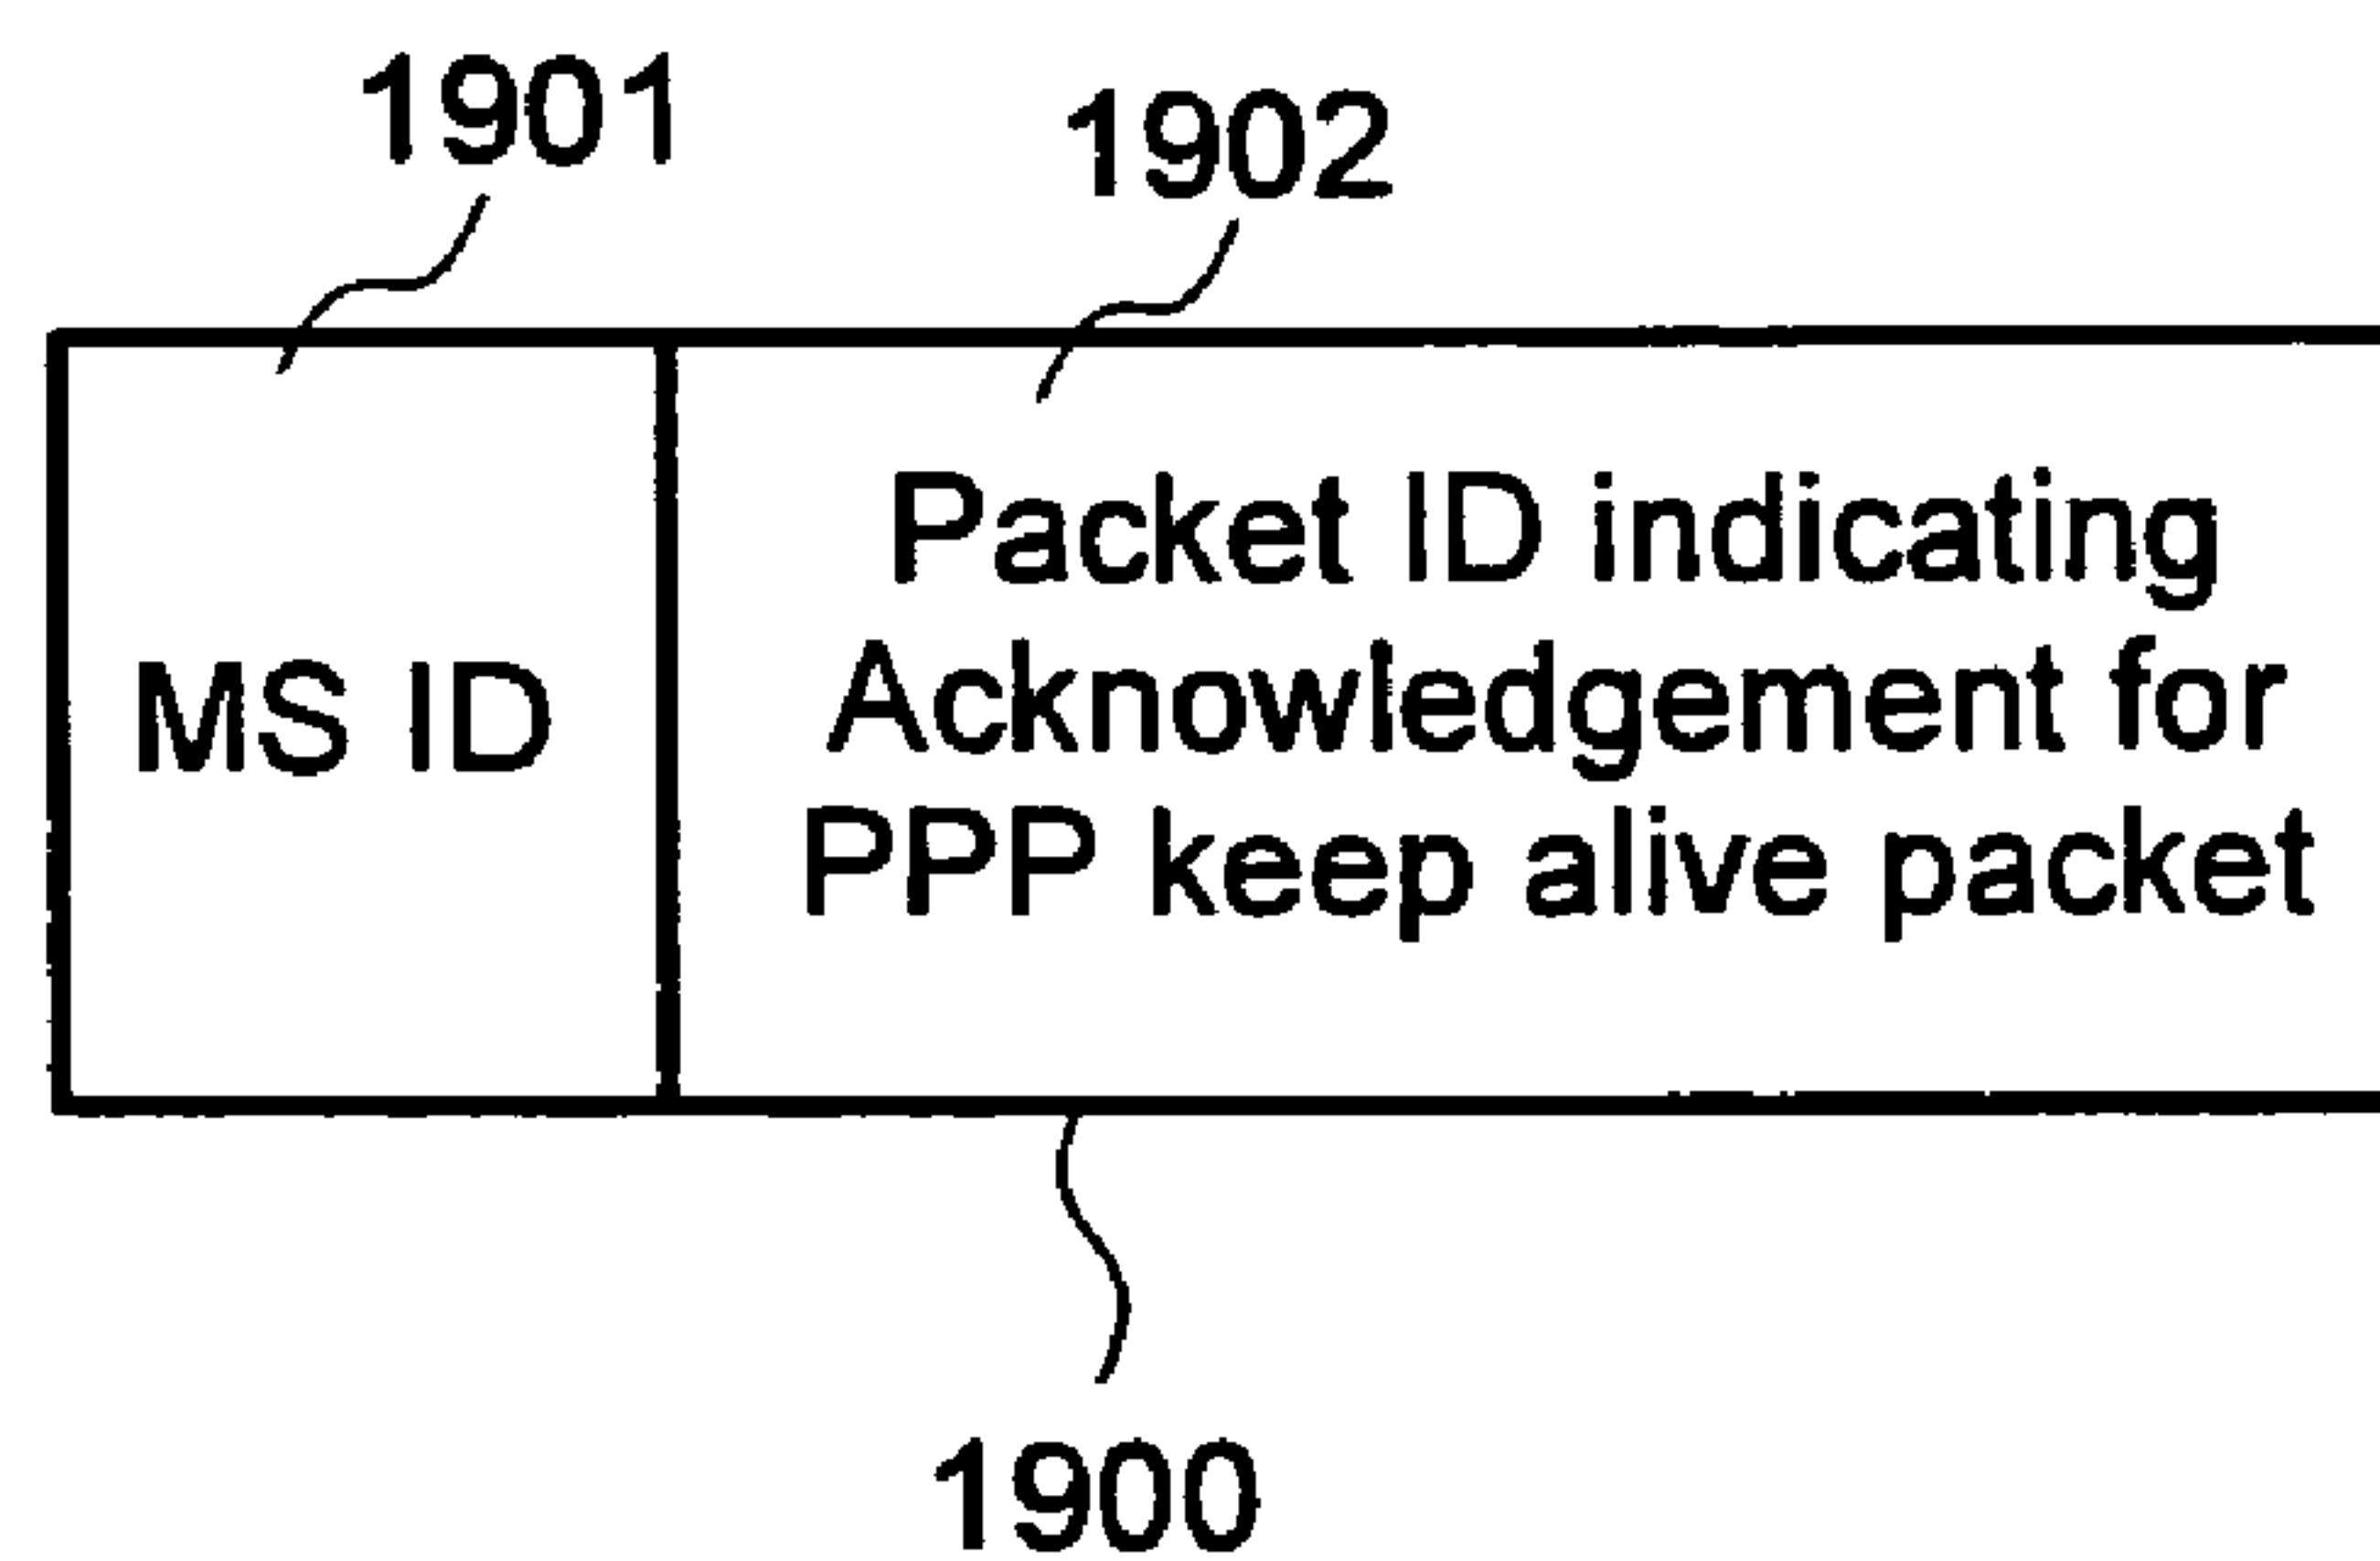 1901
1902
MS ID
Packet ID indicating
Acknowledgement for
PPP keep alive packet
1900